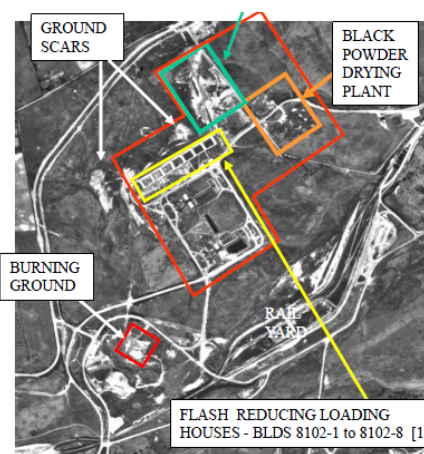 GROUND
SCARS
BLACK
POWDER
DRYING
PLANT
BURNING
GROUND
RAIL
YARD
FLASH REDUCING LOADING
HOUSES - BLDS 8102-1 to 8102-8 [1